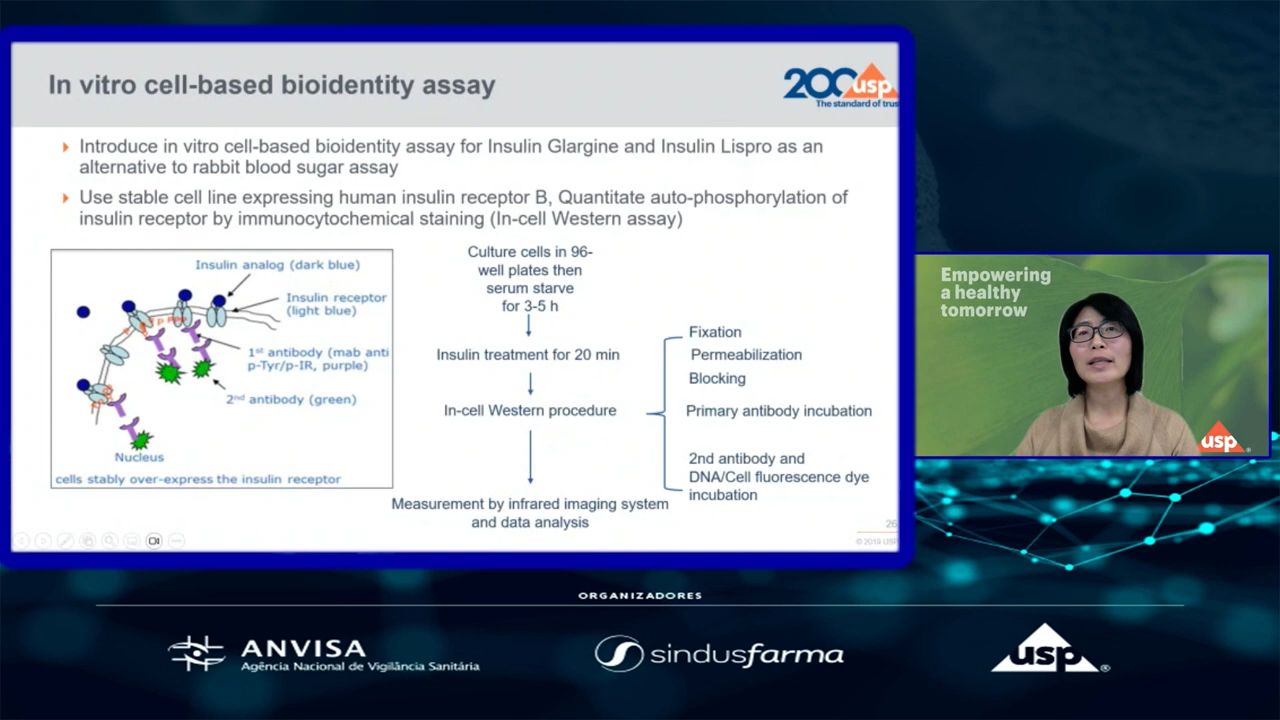 In vitro cell-based bioidentity assay
200 usp
The standard of trus
Introduce in vitro cell-based bioidentity assay for Insulin Glargine and Insulin Lispro as an
alternative to rabbit blood sugar assay
Use stable cell line expressing human insulin receptor B, Quantitate auto-phosphorylation of
insulin receptor by immunocytochemical staining (In-cell Western assay)
Insulin analog (dark blue)
Insulin receptor
(light blue)
1st antibody (mab anti
p-Tyr/p-IR, purple)
2nd antibody (green)
Nucleus
cells stably over-express the insulin receptor
Culture cells in 96-
well plates then
serum starve
for 3-5 h
Insulin treatment for 20 min
In-cell Western procedure
Measurement by infrared imaging system
and data analysis
Fixation
Permeabilization
Blocking
Primary antibody incubation
2nd antibody and
DNA/Cell fluorescence dye
incubation
26
© 2019 USP
Empowering
a healthy
tomorrow
usp®
ORGANIZADORES
ANVISA
Agência Nacional de Vigilância Sanitária
sindusfarma
usp®